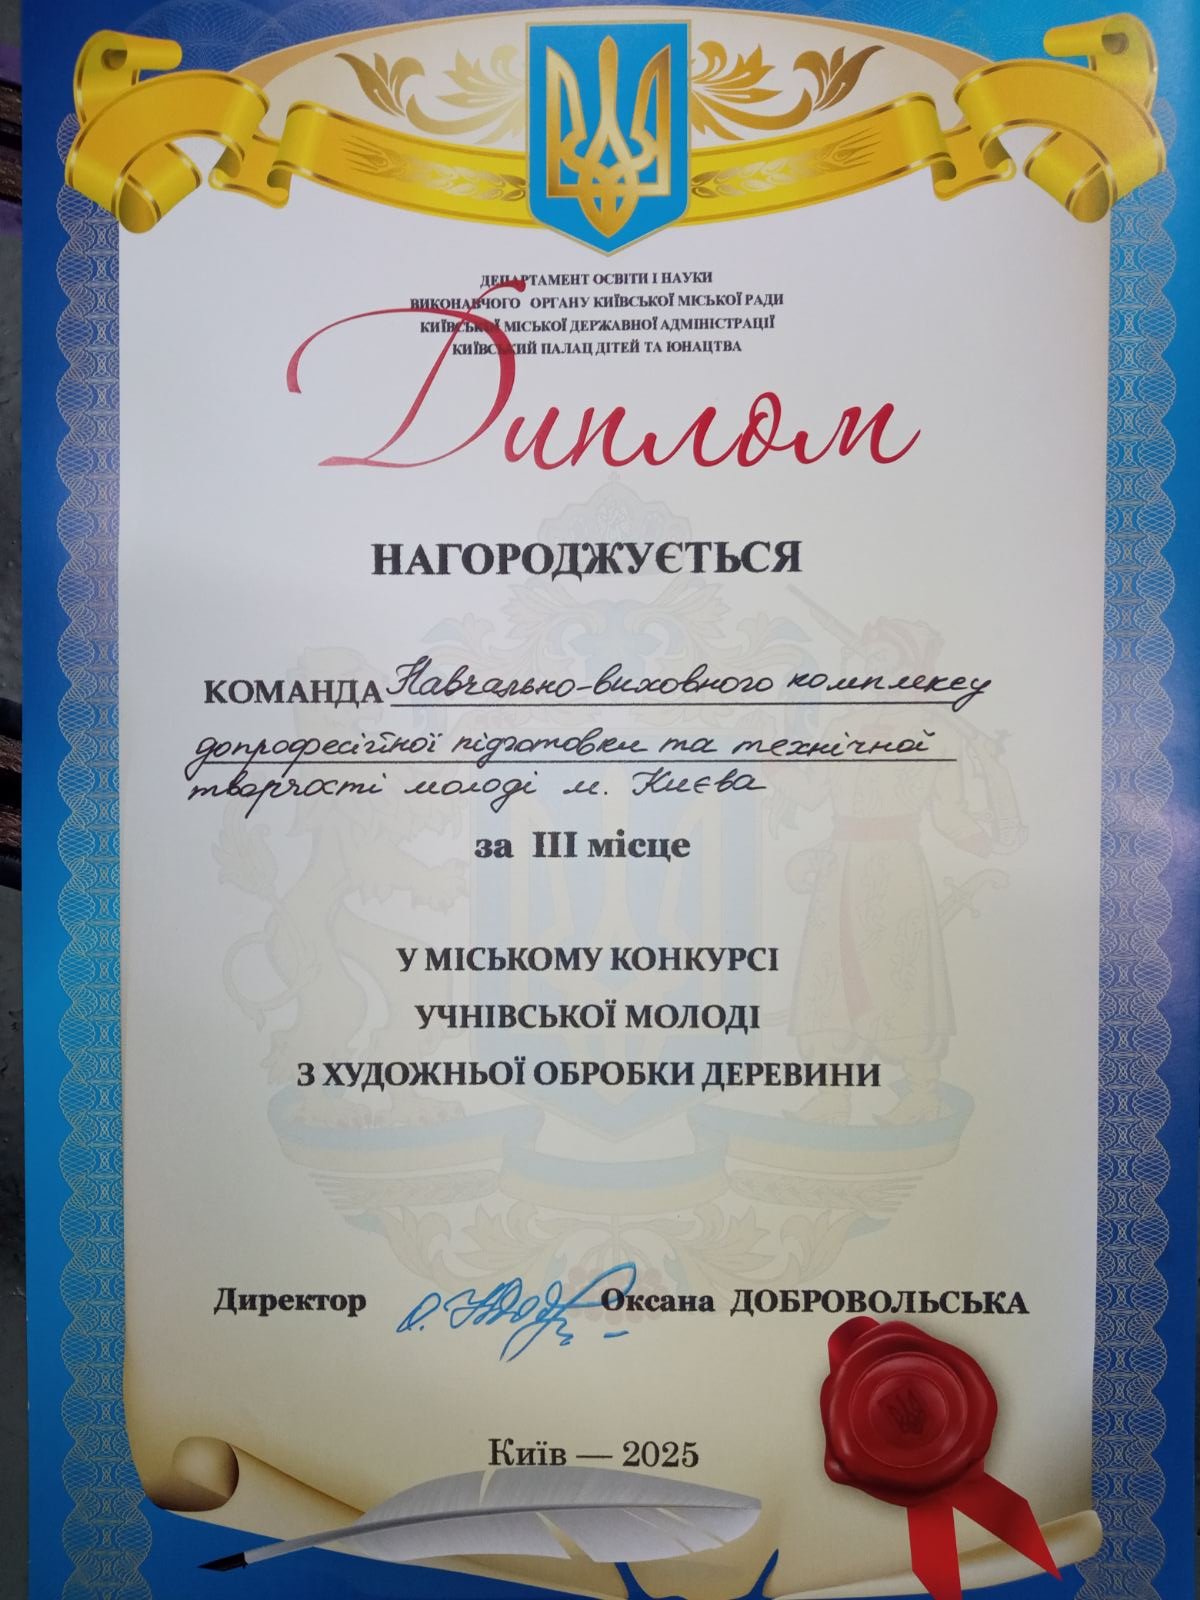 ДЕПАРТАМЕНТ ОСВІТИ І НАУКИ
ВИКОНАВЧОГО ОРГАНУ КИЇВСЬКОЇ МІСЬКОЇ РАДИ
КИЇВСЬКОЇ МІСЬКОЇ ДЕРЖАВНОЇ АДМІНІСТРАЦІЇ
КИЇВСЬКИЙ ПАЛАЦ ДІТЕЙ ТА ЮНАЦТВА
Диплом
НАГОРОДЖУЄТЬСЯ
КОМАНДА Навчально-виховного комплексу
допрофесійної підготовки та технічної
творчості молоді м. Києва
за III місце
У МІСЬКОМУ КОНКУРСІ
УЧНІВСЬКОЇ МОЛОДІ
З ХУДОЖНЬОЇ ОБРОБКИ ДЕРЕВИНИ
Директор Оксана ДОБРОВОЛЬСЬКА
Київ — 2025